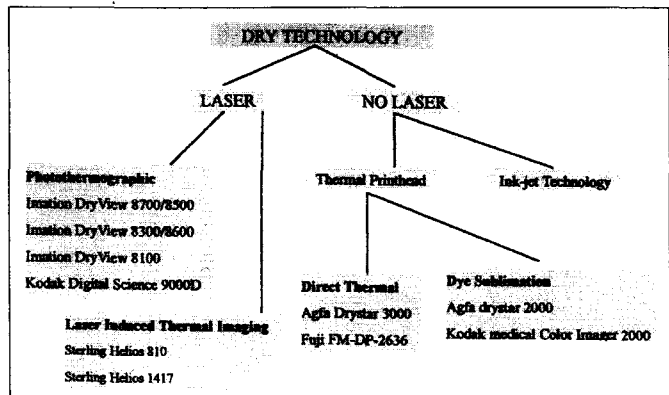 DRY TECHNOLOGY
LASER
NO LASER
Photothermographic
Imation DryView 8700/8500
Imation DryView 8300/8600
Imation DryView 8100
Kodak Digital Science 9000D
Laser Induced Thermal Imaging
Sterling Helios 810
Sterling Helios 1417
Thermal Printhead
Ink-jet Technology
Direct Thermal
Agfa Drystar 3000
Fuji FM-DP-2636
Dye Sublimation
Agfa drystar 2000
Kodak medical Color Imager 2000